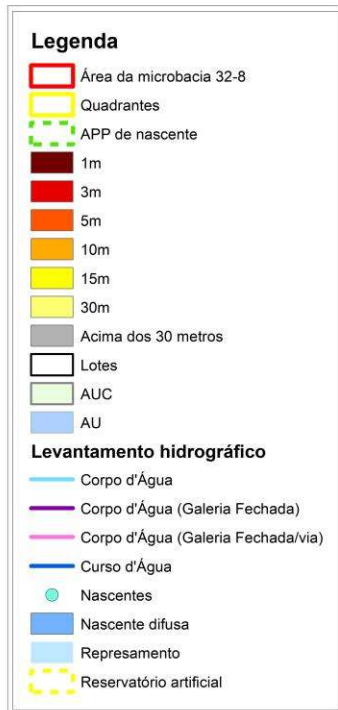 Legenda
Área da microbacia 32-8
Quadrantes
APP de nascente
1m
3m
5m
10m
15m
30m
Acima dos 30 metros
Lotes
AUC
AU
Levantamento hidrográfico
Corpo d'Água
Corpo d'Água (Galeria Fechada)
Corpo d'Água (Galeria Fechada/via)
Curso d'Água
Nascentes
Nascente difusa
Represamento
Reservatório artificial